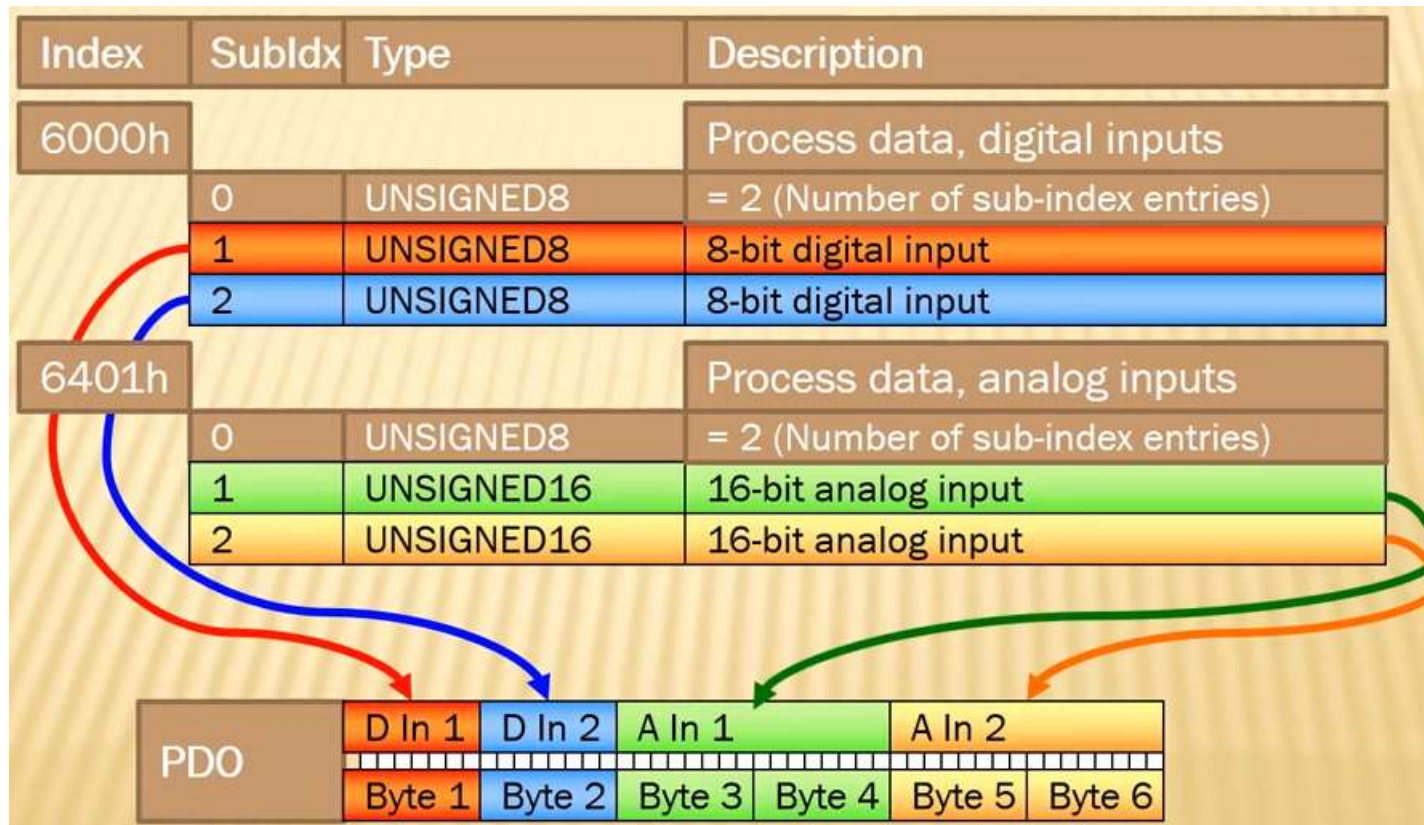 Index SubIdx Type Description
6000h Process data, digital inputs
0 UNSIGNED8 = 2 (Number of sub-index entries)
1 UNSIGNED8 8-bit digital input
2 UNSIGNED8 8-bit digital input
6401h Process data, analog inputs
0 UNSIGNED8 = 2 (Number of sub-index entries)
1 UNSIGNED16 16-bit analog input
2 UNSIGNED16 16-bit analog input
PDO
D In 1 D In 2 A In 1 A In 2
Byte 1 Byte 2 Byte 3 Byte 4 Byte 5 Byte 6